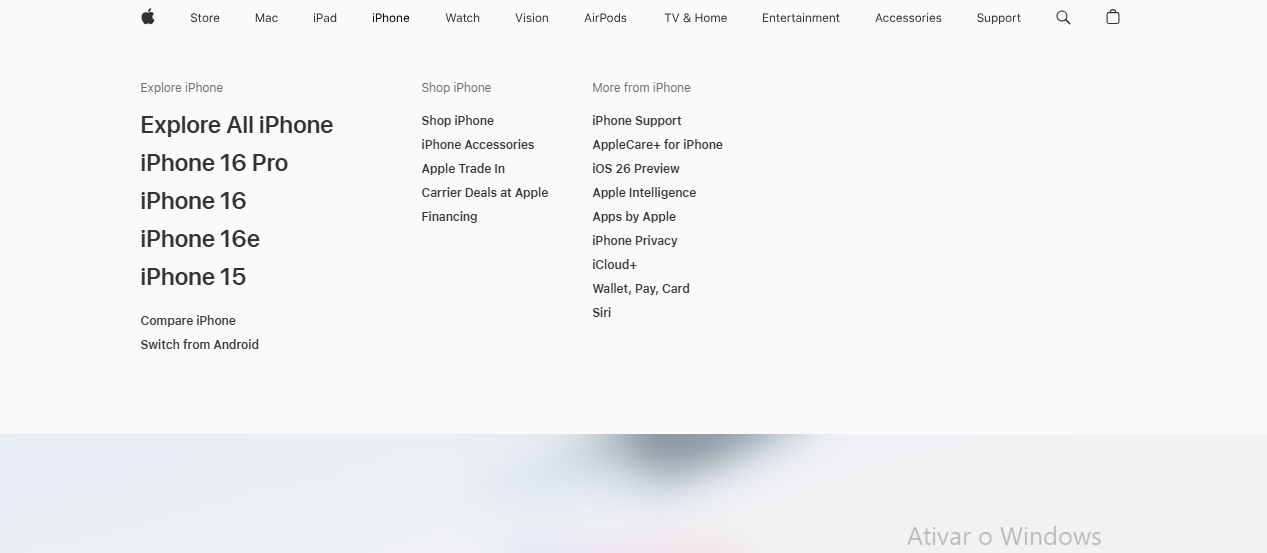 Store Mac iPad iPhone Watch Vision AirPods TV & Home Entertainment Accessories Support
Explore iPhone
Explore All iPhone
iPhone 16 Pro
iPhone 16
iPhone 16e
iPhone 15
Compare iPhone
Switch from Android
Shop iPhone
Shop iPhone
iPhone Accessories
Apple Trade In
Carrier Deals at Apple
Financing
More from iPhone
iPhone Support
AppleCare+ for iPhone
iOS 26 Preview
Apple Intelligence
Apps by Apple
iPhone Privacy
iCloud+
Wallet, Pay, Card
Siri
Ativar o Windows